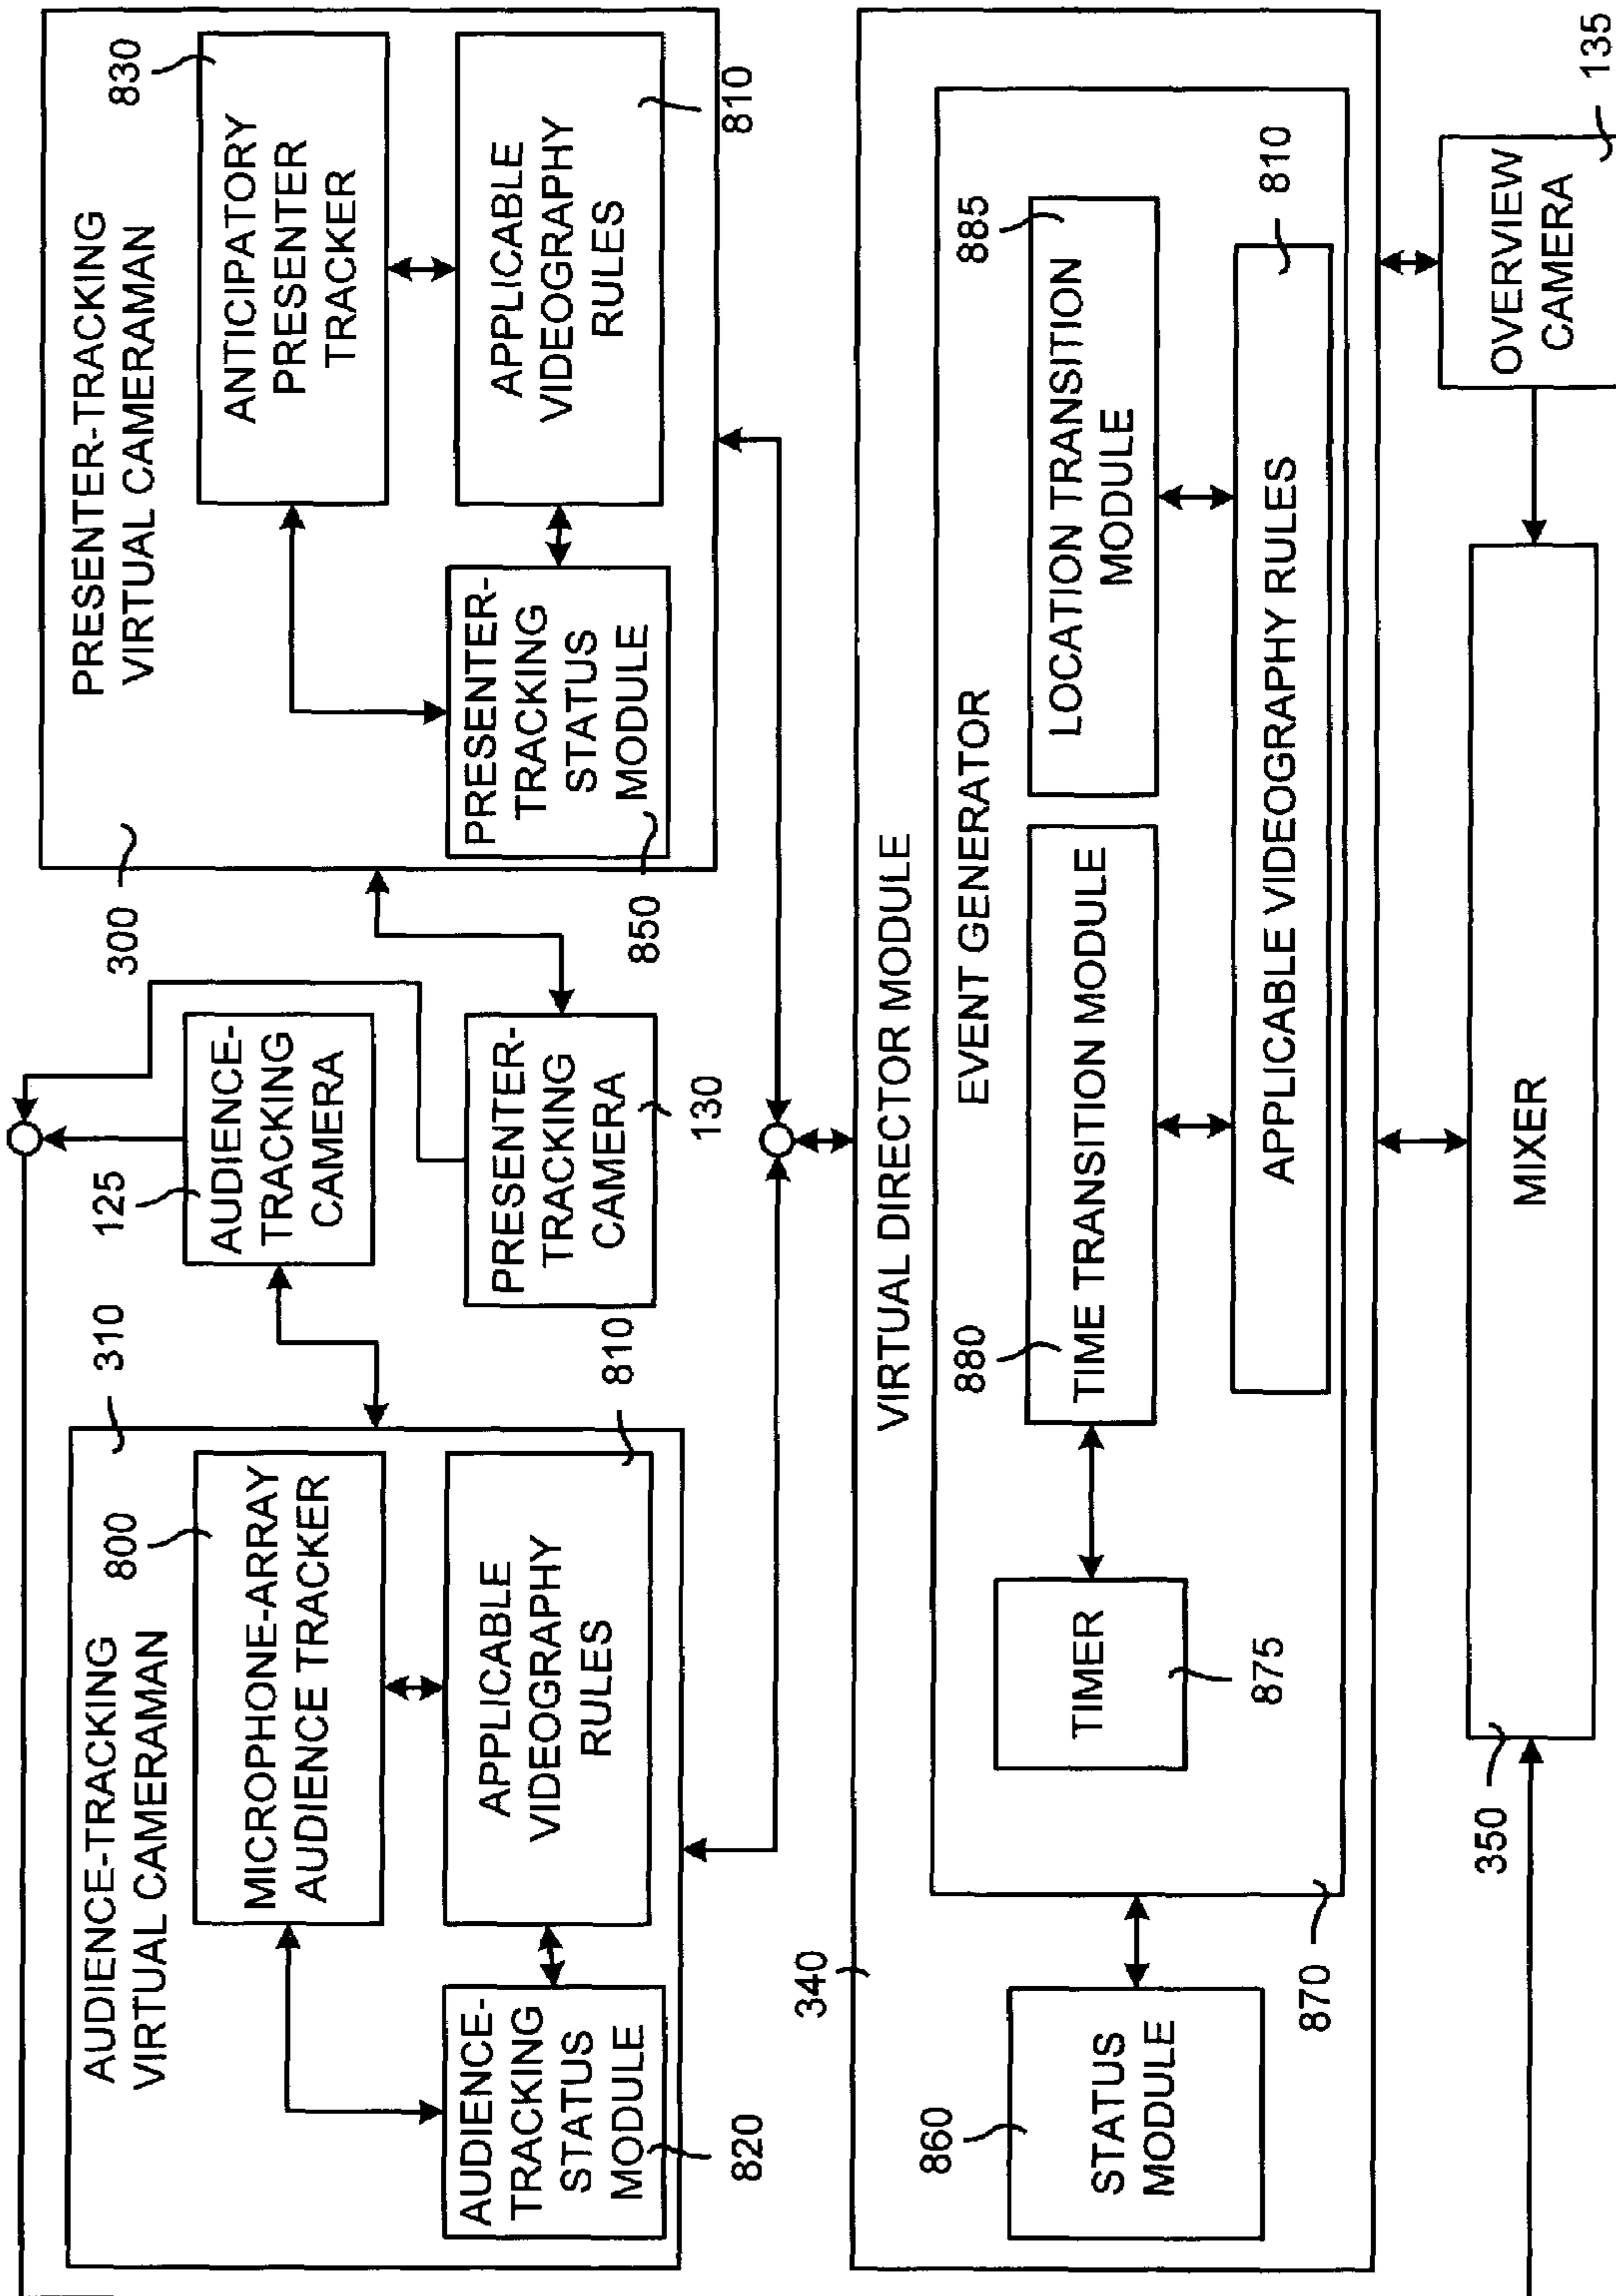 AUDIENCE-TRACKING
VIRTUAL CAMERAMAN
310
800
MICROPHONE-ARRAY
AUDIENCE TRACKER
APPLICABLE
VIDEOGRAPHY
RULES
810
AUDIENCE-
TRACKING
STATUS
MODULE
820
125
AUDIENCE-
TRACKING
CAMERA
PRESENTER-
TRACKING
CAMERA
130
300
PRESENTER-TRACKING
VIRTUAL CAMERAMAN
830
ANTICIPATORY
PRESENTER
TRACKER
APPLICABLE
VIDEOGRAPHY
RULES
810
PRESENTER-
TRACKING
STATUS
MODULE
850
340
VIRTUAL DIRECTOR MODULE
EVENT GENERATOR
860
STATUS
MODULE
870
TIMER
875
880
TIME TRANSITION MODULE
885
LOCATION TRANSITION
MODULE
APPLICABLE VIDEOGRAPHY RULES
810
350
MIXER
OVERVIEW
CAMERA
135